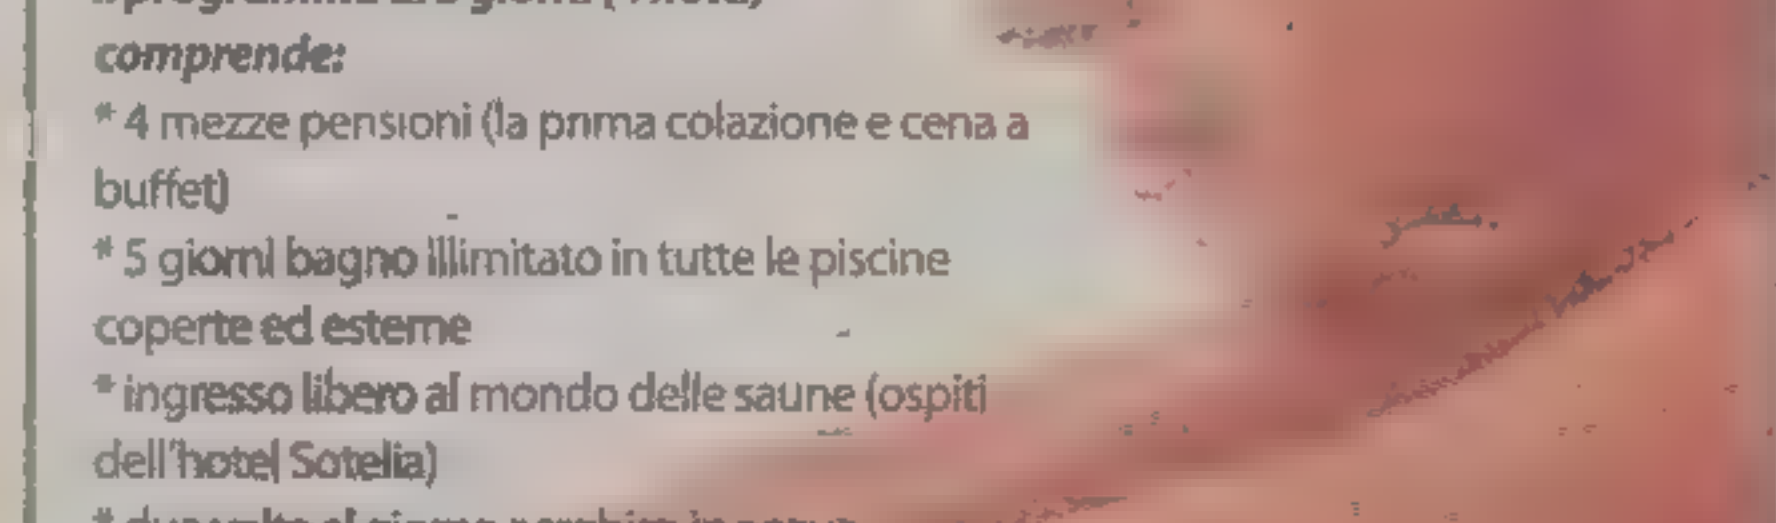 comprende:
* 4 mezze pensioni (la prima colazione e cena a
buffet)
* 5 giorni bagno illimitato in tutte le piscine
coperte ed esterne
* ingresso libero al mondo delle saune (ospiti
dell'hotel Sotelia)